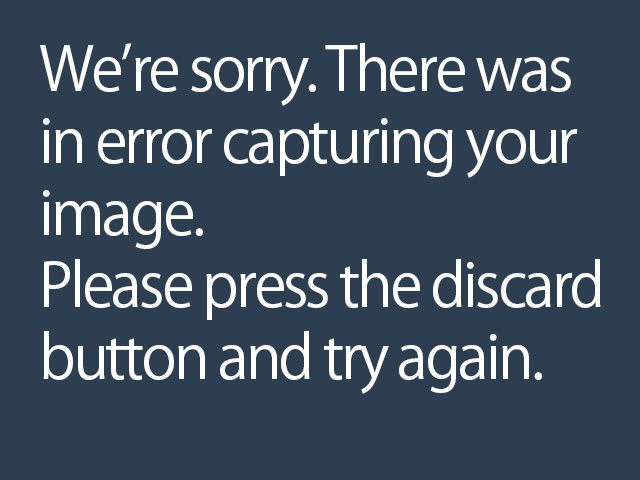 We're sorry. There was
in error capturing your
image.
Please press the discard
button and try again.